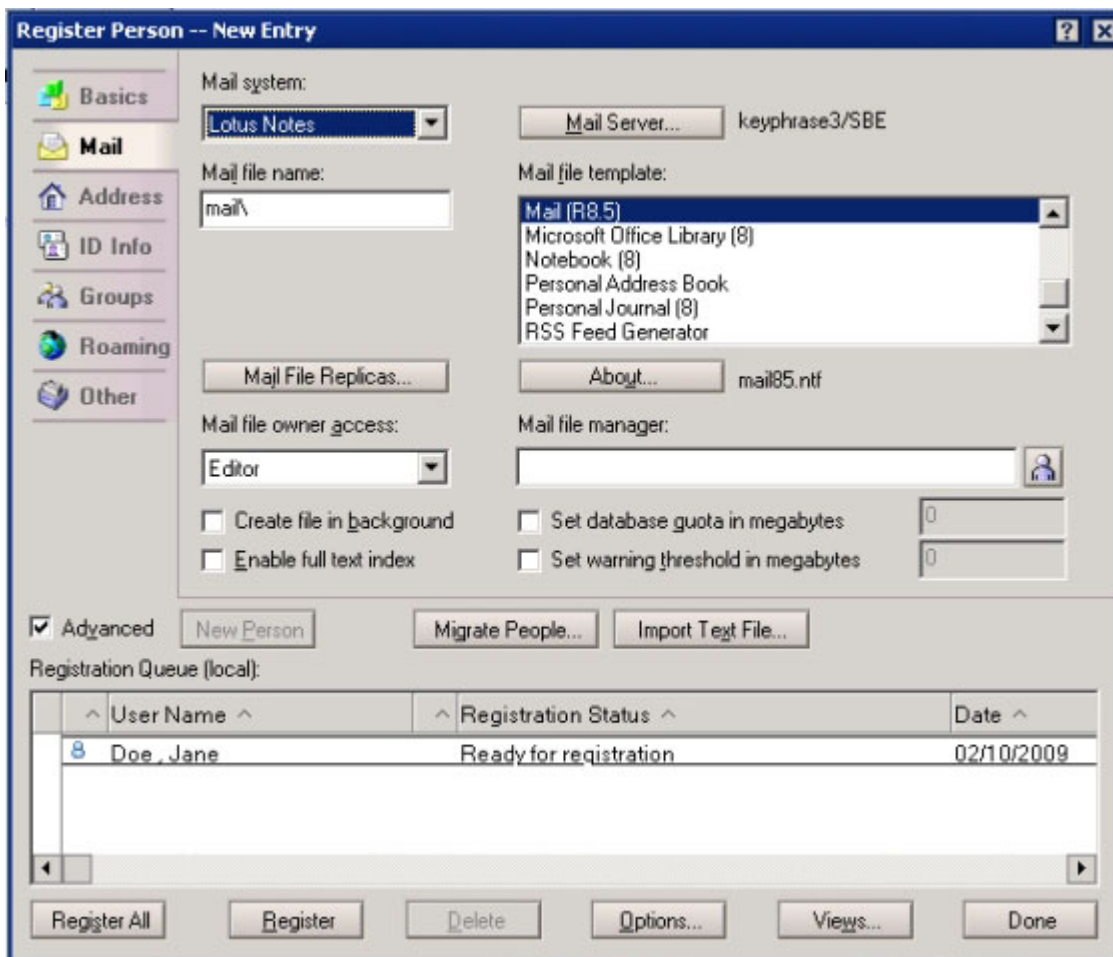 Register Person -- New Entry
Basics
Mail
Address
ID Info
Groups
Roaming
Other
Mail system:
Lotus Notes
Mail Server... keyphrase3/SBE
Mail file name:
mail\
Mail file template:
Mail (R8.5)
Microsoft Office Library (8)
Notebook (8)
Personal Address Book
Personal Journal (8)
RSS Feed Generator
Mail File Replicas...
About... mail85.ntf
Mail file owner access:
Editor
Mail file manager:
Create file in background
Enable full text index
Set database quota in megabytes 0
Set warning threshold in megabytes 0
Advanced New Person Migrate People... Import Text File...
Registration Queue (local):
User Name Registration Status Date
Doe , Jane Ready for registration 02/10/2009
Register All Register Delete Options... Views... Done